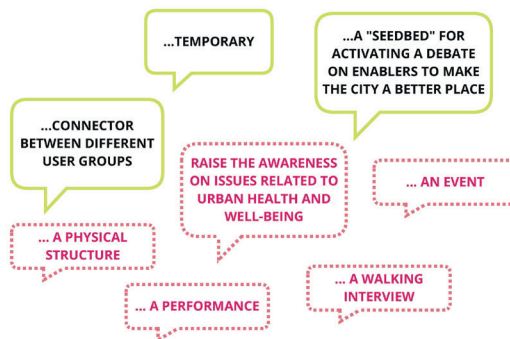 ...TEMPORARY
...A "SEEDBED" FOR
ACTIVATING A DEBATE
ON ENABLERS TO MAKE
THE CITY A BETTER PLACE
...CONNECTOR
BETWEEN DIFFERENT
USER GROUPS
RAISE THE AWARENESS
ON ISSUES RELATED TO
URBAN HEALTH AND
WELL-BEING
... AN EVENT
... A PHYSICAL
STRUCTURE
... A PERFORMANCE
... A WALKING
INTERVIEW